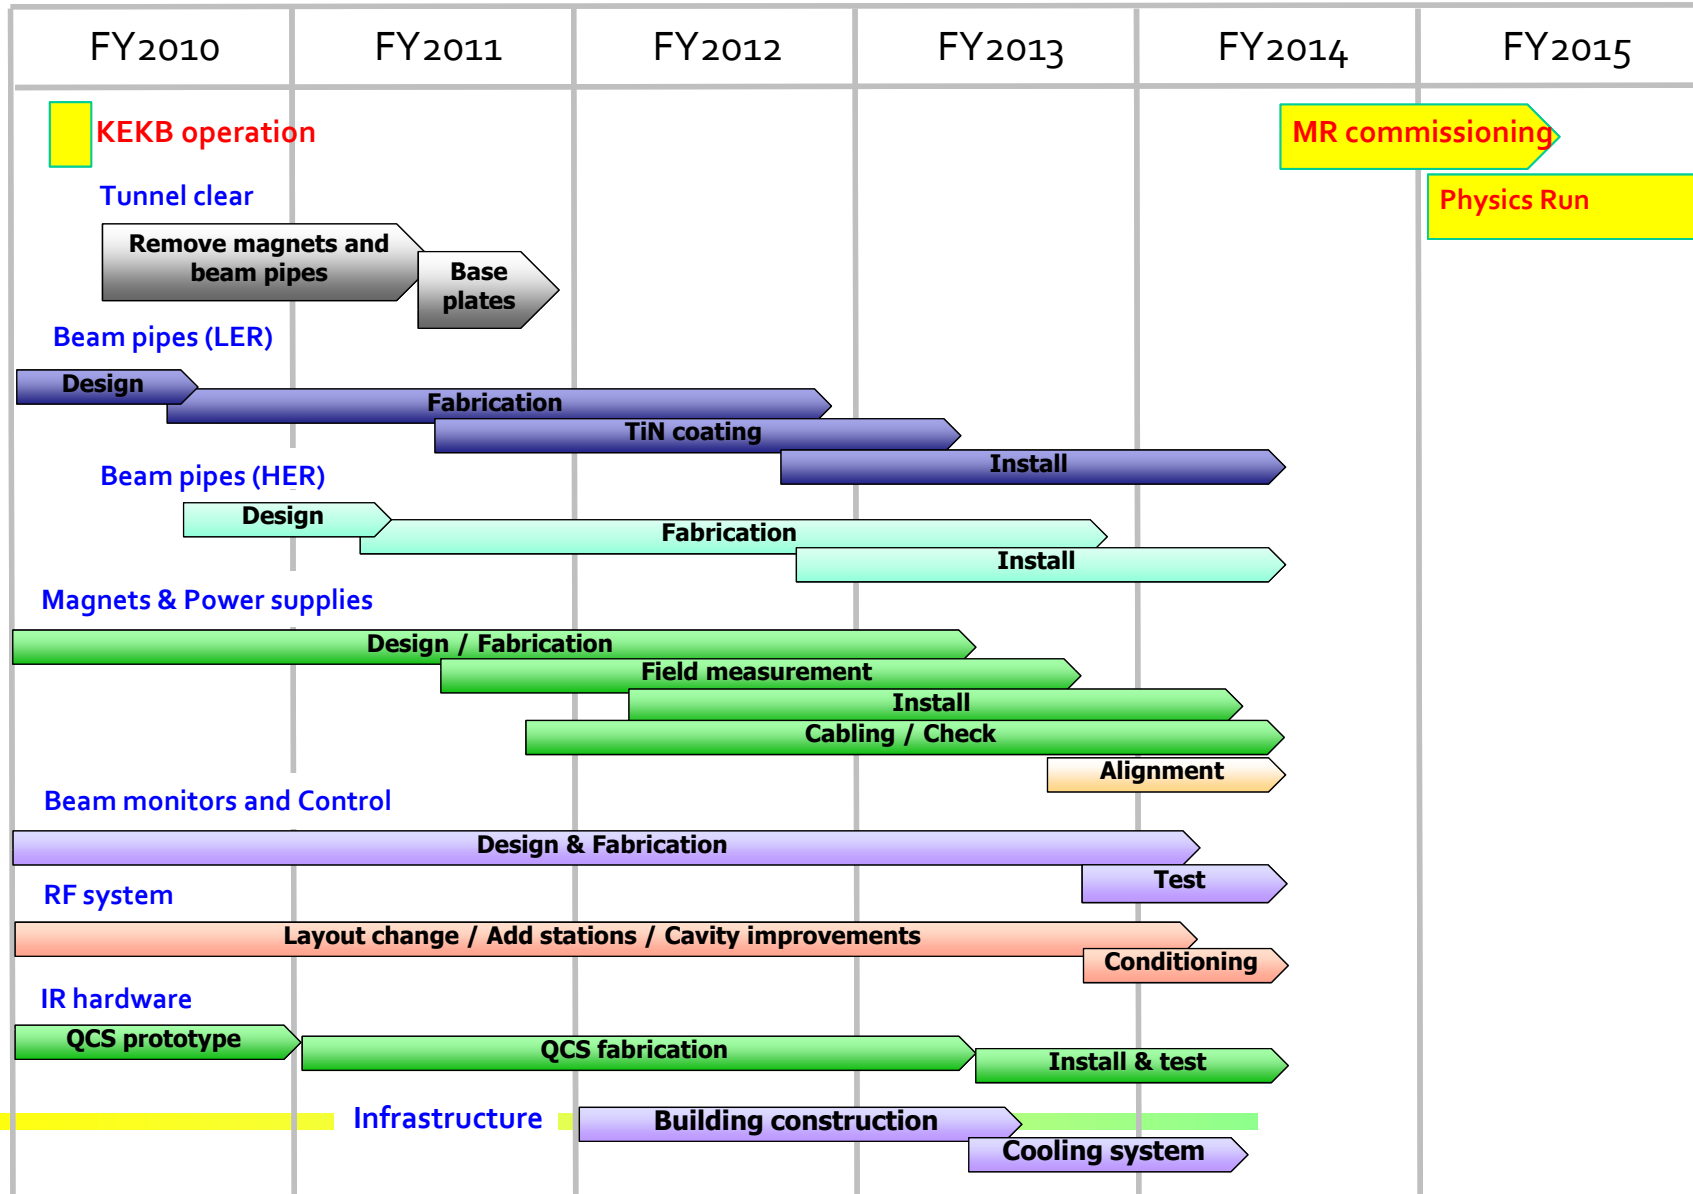 FY2010 FY2011 FY2012 FY2013 FY2014 FY2015
KEKB operation
MR commissioning
Physics Run
Tunnel clear
Remove magnets and
beam pipes
Base
plates
Beam pipes (LER)
Design
Fabrication
TiN coating
Install
Beam pipes (HER)
Design
Fabrication
Install
Magnets & Power supplies
Design / Fabrication
Field measurement
Install
Cabling / Check
Alignment
Beam monitors and Control
Design & Fabrication
Test
RF system
Layout change / Add stations / Cavity improvements
Conditioning
IR hardware
QCS prototype
QCS fabrication
Install & test
Infrastructure
Building construction
Cooling system